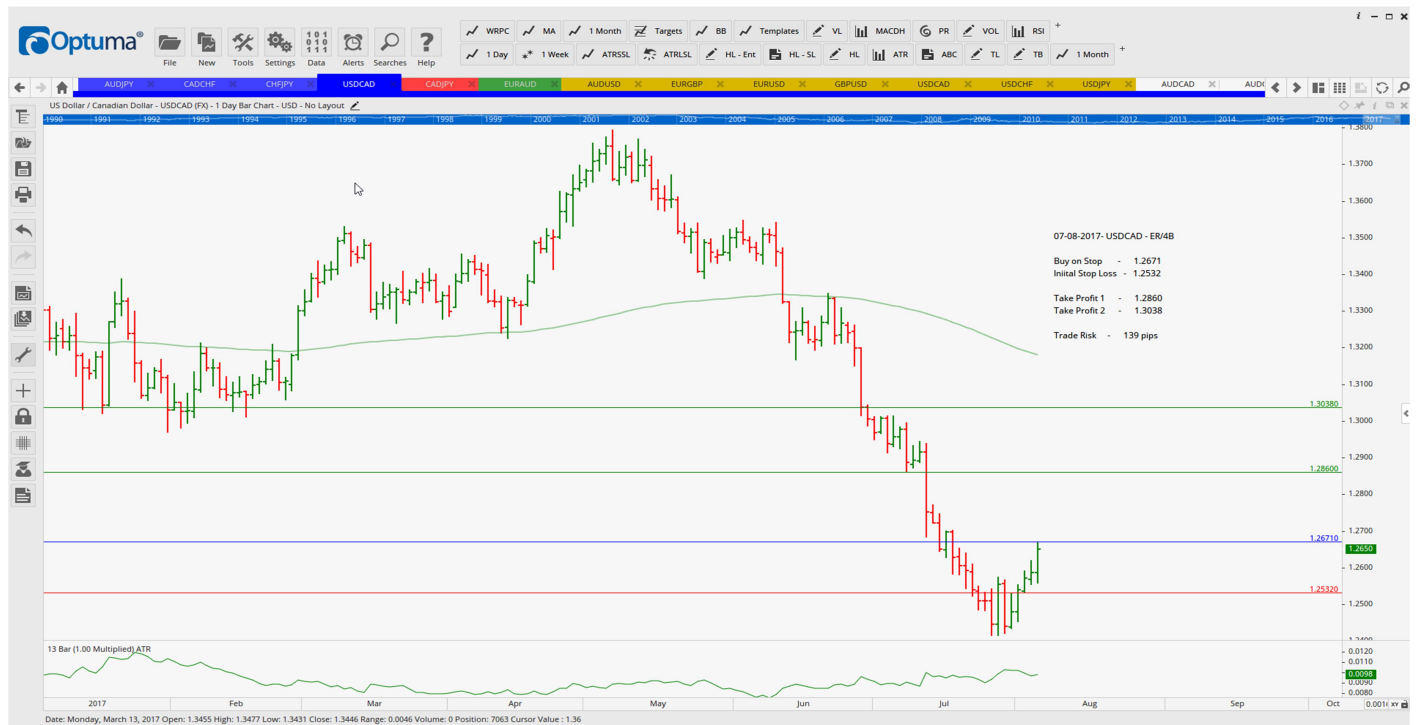 Optuma®
File New Tools Settings Data Alerts Searches Help
WRPC MA 1 Month Targets BB Templates VL MACDH PR VOL RSI +
1 Day 1 Week ATRSSL ATRLSL HL - Ent HL - SL HL ATR ABC TL TB 1 Month +
AUDJPY CADCHF CHFJPY USDCAD CADJPY EURAUD AUDUSD EURGBP EURUSD GBPUSD USDCAD USDCHF USDJPY AUDCAD
US Dollar / Canadian Dollar - USDCAD (FX) - 1 Day Bar Chart - USD - No Layout
1990 1991 1992 1993 1994 1995 1996 1997 1998 1999 2000 2001 2002 2003 2004 2005 2006 2007 2008 2009 2010 2011 2012 2013 2014 2015 2016 2017
1.3800
1.3700
1.3600
1.3500
07-08-2017- USDCAD - ER/4B
Buy on Stop - 1.2671
Inital Stop Loss - 1.2532
1.3400
Take Profit 1 - 1.2860
Take Profit 2 - 1.3038
1.3300
Trade Risk - 139 pips
1.3200
1.3100
1.30380
1.3000
1.2900
1.28600
1.2800
1.2700
1.26710
1.2650
1.2600
1.25320
1.2500
1.2400
13 Bar (1.00 Multiplied) ATR
0.0120
0.0110
0.0098
0.0090
0.0080
2017 Feb Mar Apr May Jun Jul Aug Sep Oct
Date: Monday, March 13, 2017 Open: 1.3455 High: 1.3477 Low: 1.3431 Close: 1.3446 Range: 0.0046 Volume: 0 Position: 7063 Cursor Value : 1.36